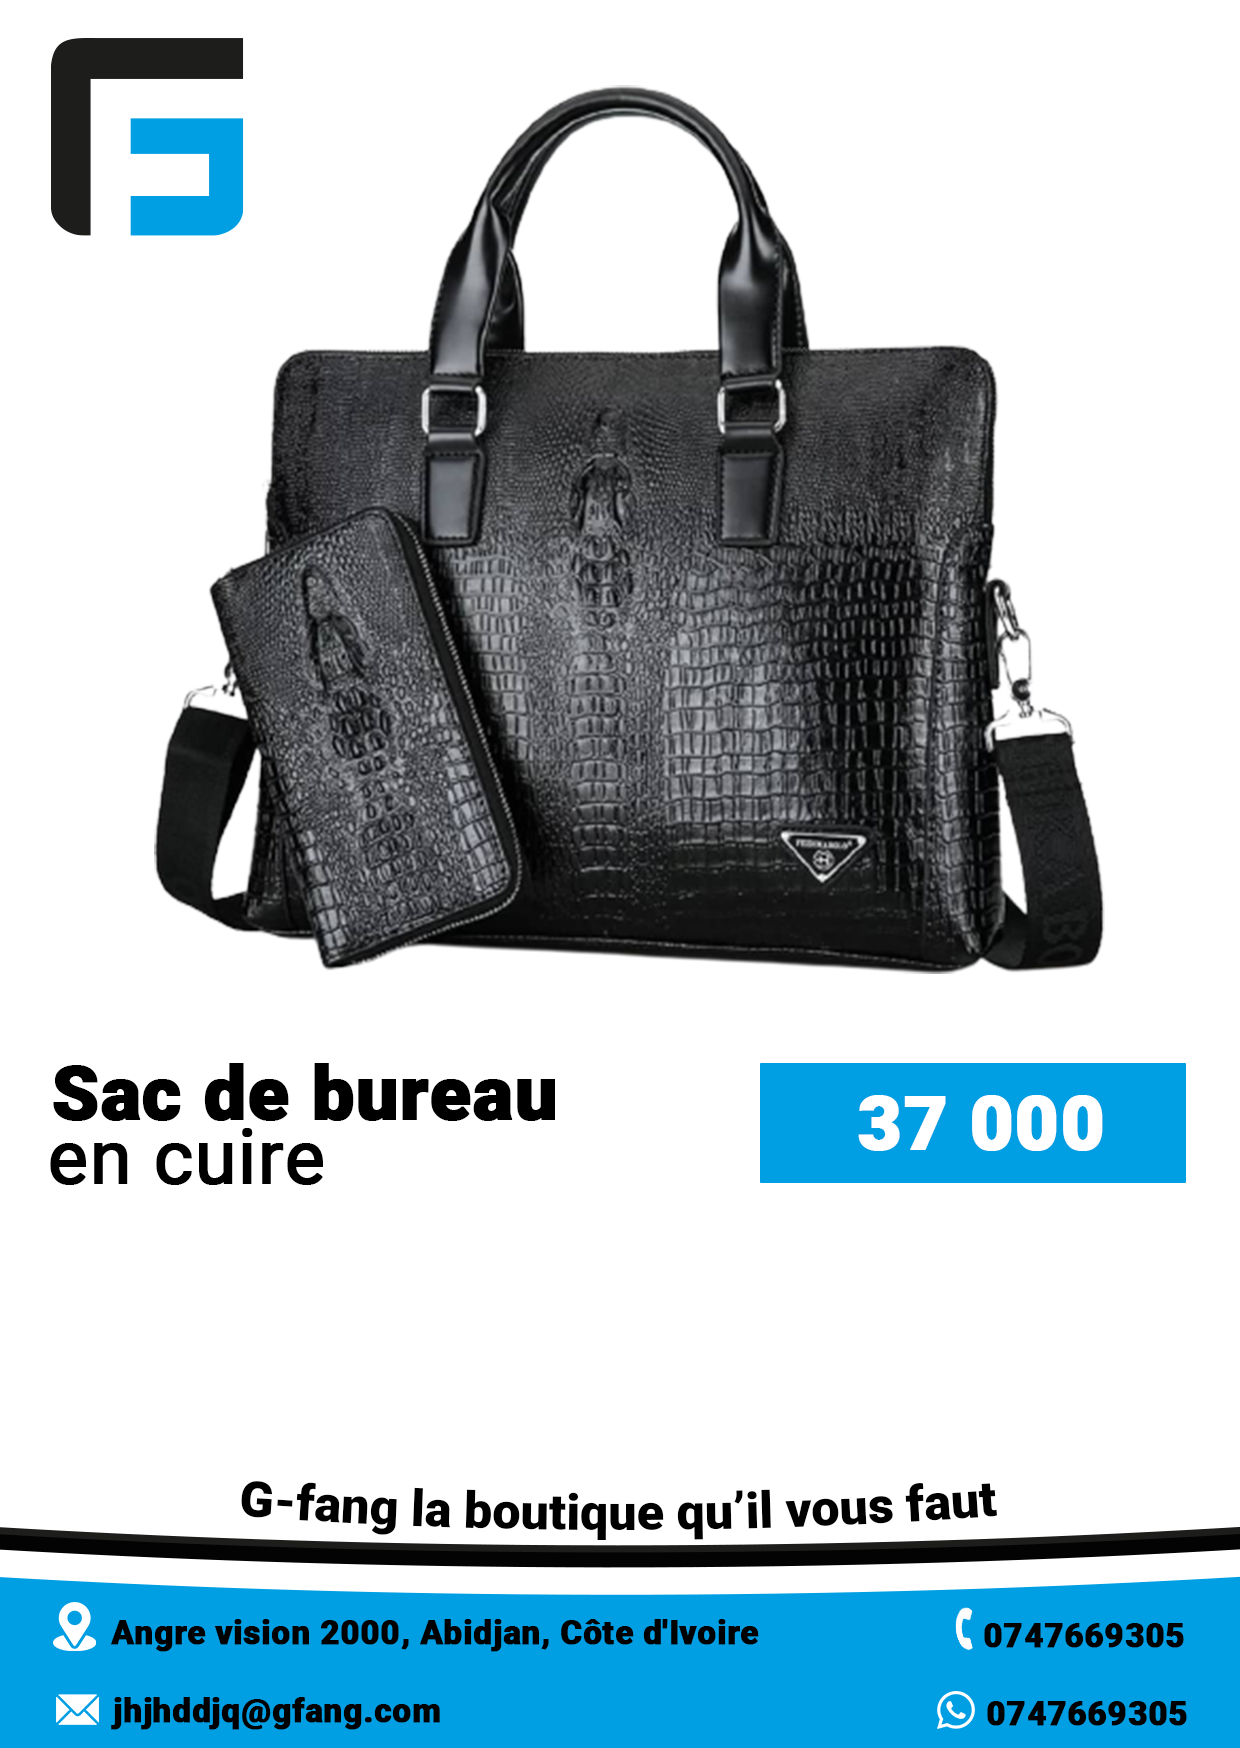 Sac de bureau
en cuire
37 000
G-fang la boutique qu’il vous faut
Angre vision 2000, Abidjan, Côte d'Ivoire
0747669305
jhjhddjq@gfang.com
0747669305